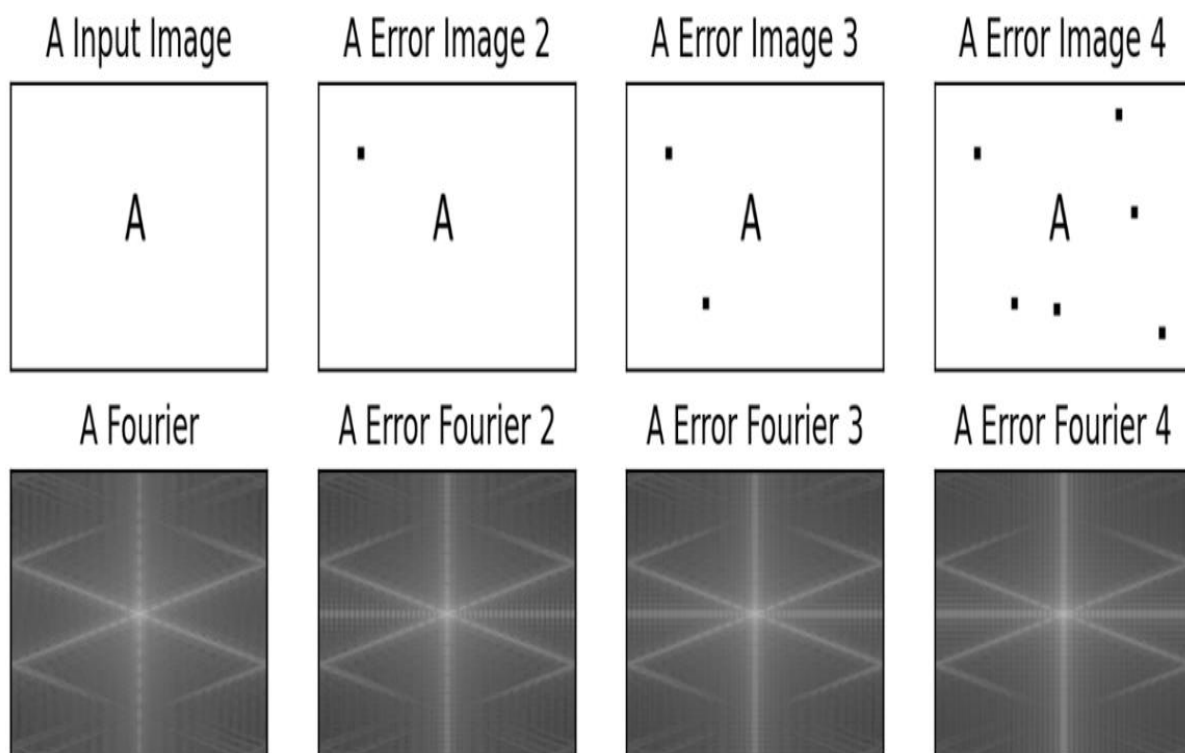 A Input Image
A Error Image 2
A Error Image 3
A Error Image 4
A
A
A
A
A Fourier
A Error Fourier 2
A Error Fourier 3
A Error Fourier 4